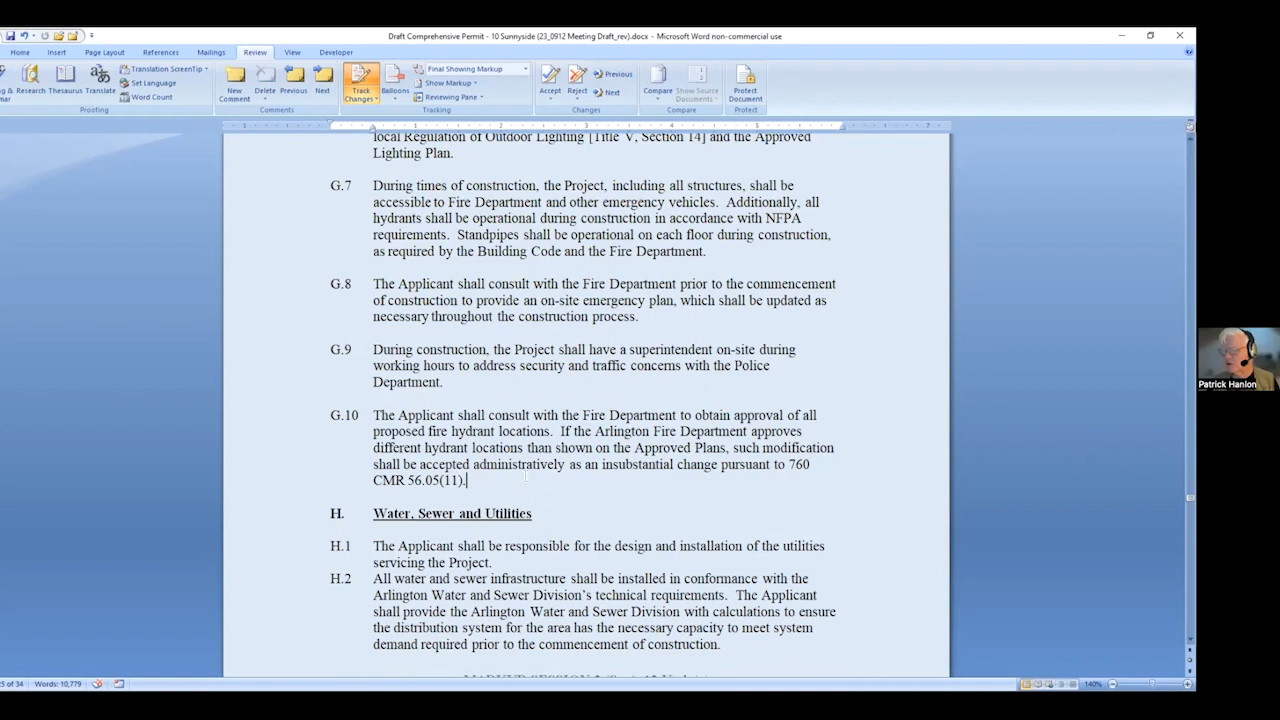 Draft Comprehensive Permit - 10 Sunnyside (23_0912 Meeting Draft_rev).docx - Microsoft Word non-commercial use
Home Insert Page Layout References Mailings Review View Developer
Research Thesaurus Translate
Translation ScreenTip
Set Language
Word Count
Proofing
New Comment
Delete
Previous
Next
Comments
Track Changes
Balloons
Final Showing Markup
Show Markup
Reviewing Pane
Tracking
Accept
Reject
Previous
Next
Changes
Compare
Show Source Documents
Compare
Protect Document
Protect
local Regulation of Outdoor Lighting [Title V, Section 14] and the Approved
Lighting Plan.
G.7 During times of construction, the Project, including all structures, shall be
accessible to Fire Department and other emergency vehicles. Additionally, all
hydrants shall be operational during construction in accordance with NFPA
requirements. Standpipes shall be operational on each floor during construction,
as required by the Building Code and the Fire Department.
G.8 The Applicant shall consult with the Fire Department prior to the commencement
of construction to provide an on-site emergency plan, which shall be updated as
necessary throughout the construction process.
G.9 During construction, the Project shall have a superintendent on-site during
working hours to address security and traffic concerns with the Police
Department.
G.10 The Applicant shall consult with the Fire Department to obtain approval of all
proposed fire hydrant locations. If the Arlington Fire Department approves
different hydrant locations than shown on the Approved Plans, such modification
shall be accepted administratively as an insubstantial change pursuant to 760
CMR 56.05(11).
H. Water, Sewer and Utilities
H.1 The Applicant shall be responsible for the design and installation of the utilities
servicing the Project.
H.2 All water and sewer infrastructure shall be installed in conformance with the
Arlington Water and Sewer Division's technical requirements. The Applicant
shall provide the Arlington Water and Sewer Division with calculations to ensure
the distribution system for the area has the necessary capacity to meet system
demand required prior to the commencement of construction.
Patrick Hanlon
5 of 34 Words: 10,779 140%